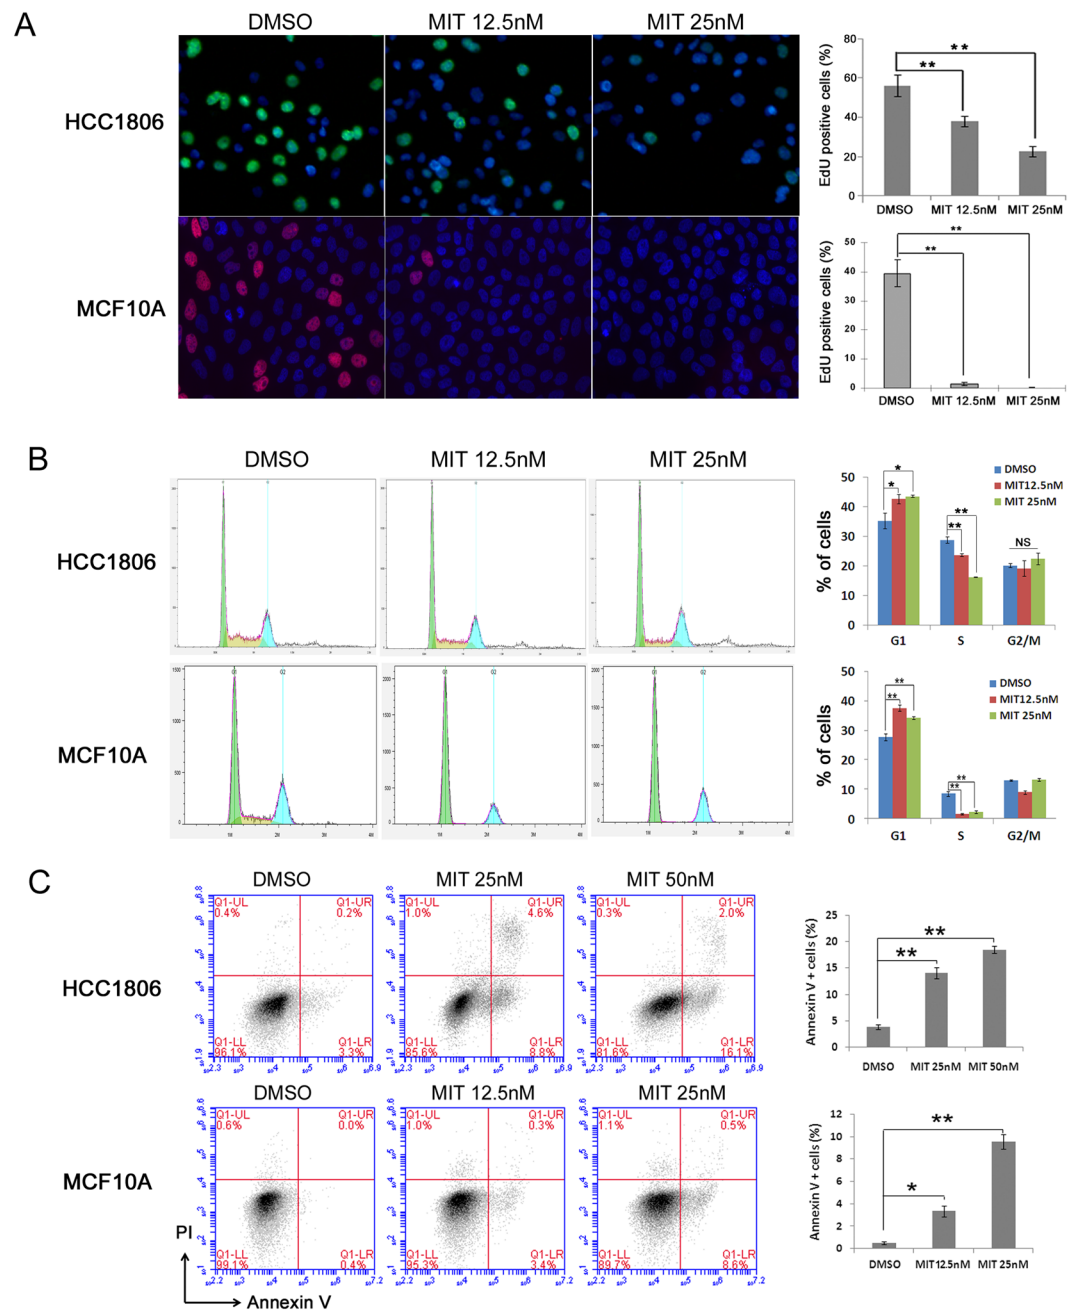 A
DMSO
MIT 12.5nM
MIT 25nM
HCC1806
MCF10A
EdU positive cells (%)
80
60
40
20
0
**
**
DMSO MIT 12.5nM MIT 25nM
EdU positive cells (%)
50
40
30
20
10
0
**
**
DMSO MIT 12.5nM MIT 25nM
B
DMSO
MIT 12.5nM
MIT 25nM
HCC1806
MCF10A
% of cells
50
40
30
20
10
0
*
*
**
**
NS
DMSO
MIT12.5nM
MIT 25nM
G1 S G2/M
% of cells
50
40
30
20
10
0
**
**
**
**
DMSO
MIT12.5nM
MIT 25nM
G1 S G2/M
C
DMSO
MIT 25nM
MIT 50nM
HCC1806
Q1-UL Q1-UR
0.4% 0.2%
Q1-LL Q1-LR
96.1% 3.3%
Q1-UL Q1-UR
1.0% 4.6%
Q1-LL Q1-LR
85.6% 8.8%
Q1-UL Q1-UR
0.3% 2.0%
Q1-LL Q1-LR
81.6% 16.1%
Annexin V + cells (%)
25
20
15
10
5
0
**
**
DMSO MIT 25nM MIT 50nM
DMSO
MIT 12.5nM
MIT 25nM
MCF10A
Q1-UL Q1-UR
0.6% 0.0%
Q1-LL Q1-LR
99.1% 0.4%
Q1-UL Q1-UR
1.0% 0.3%
Q1-LL Q1-LR
95.3% 3.4%
Q1-UL Q1-UR
1.1% 0.5%
Q1-LL Q1-LR
89.7% 8.6%
PI
Annexin V
Annexin V + cells (%)
12
10
8
6
4
2
0
**
*
DMSO MIT12.5nM MIT 25nM